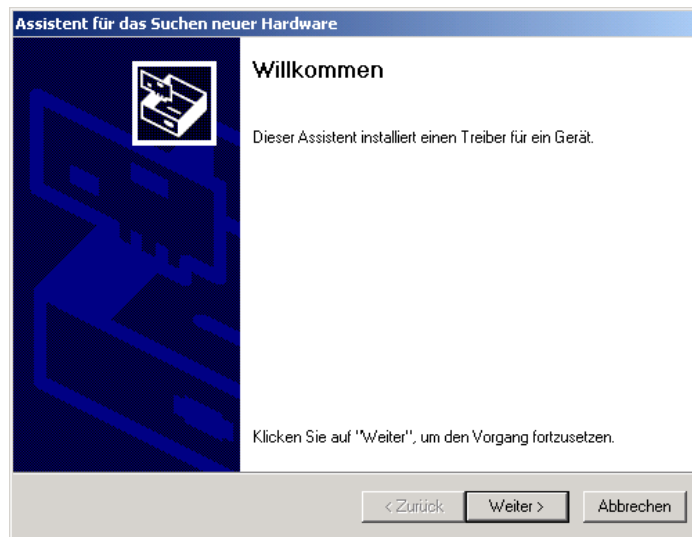 Assistent für das Suchen neuer Hardware
Willkommen
Dieser Assistent installiert einen Treiber für ein Gerät.
Klicken Sie auf "Weiter", um den Vorgang fortzusetzen.
< Zurück Weiter > Abbrechen